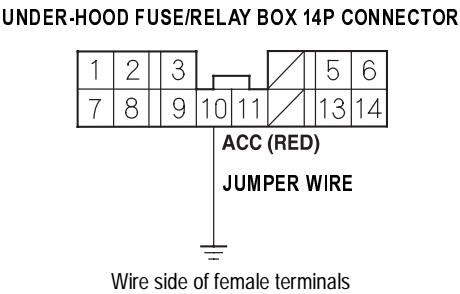 UNDER-HOOD FUSE/RELAY BOX 14P CONNECTOR
1 2 3 5 6
7 8 9 10 11 13 14
ACC (RED)
JUMPER WIRE
Wire side of female terminals